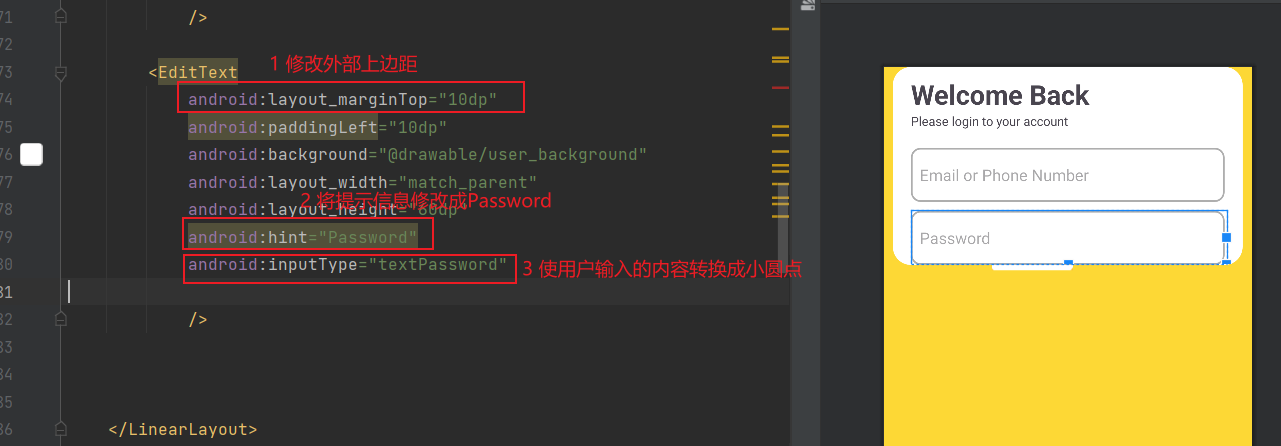 71 />
72
1 修改外部上边距
73 <EditText
74 android:layout_marginTop="10dp"
75 android:paddingLeft="10dp"
76 android:background="@drawable/user_background"
77 android:layout_width="match_parent"
2 将提示信息修改成Password
78 android:layout_height="60dp"
79 android:hint="Password"
80 android:inputType="textPassword"
3 使用户输入的内容转换成小圆点
81
82 />
83
84
85
86 </LinearLayout>
Welcome Back
Please login to your account
Email or Phone Number
Password